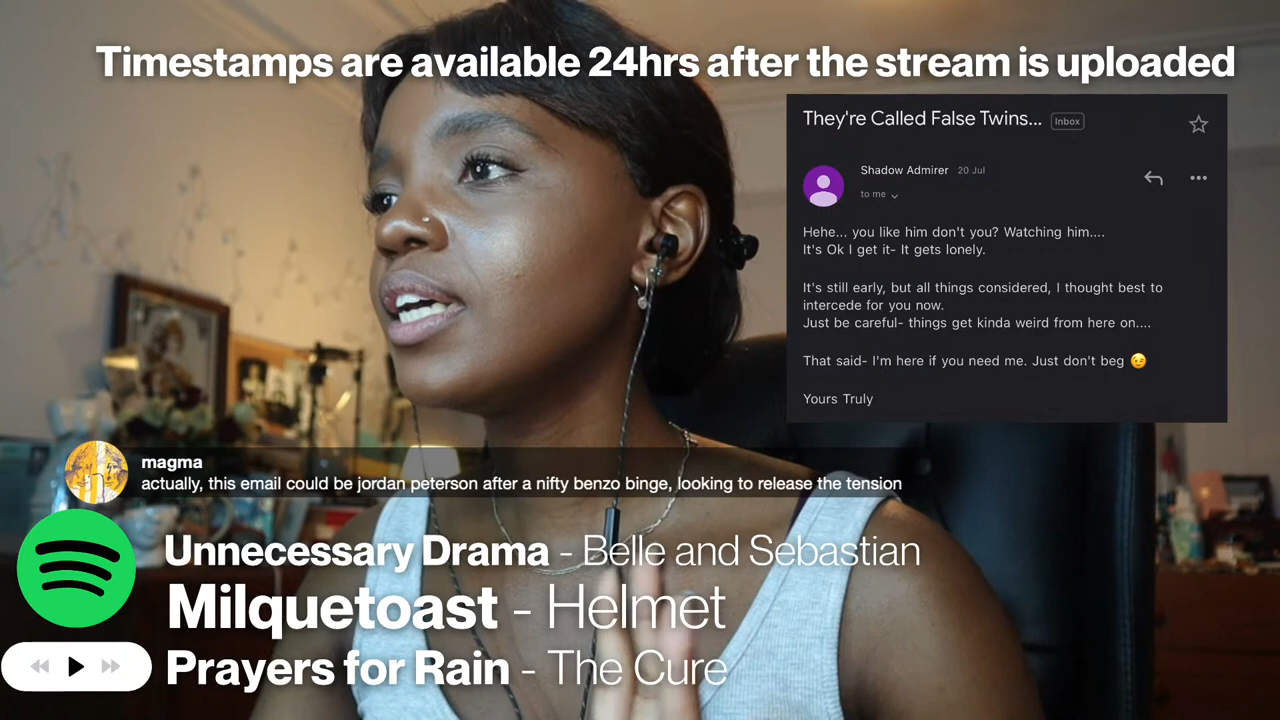 Timestamps are available 24hrs after the stream is uploaded
They're Called False Twins... Inbox
Shadow Admirer 20 Jul
to me
Hehe... you like him don't you? Watching him....
It's Ok I get it- It gets lonely.
It's still early, but all things considered, I thought best to
intercede for you now.
Just be careful- things get kinda weird from here on....
That said- I'm here if you need me. Just don't beg 😉
Yours Truly
magma
actually, this email could be jordan peterson after a nifty benzo binge, looking to release the tension
Unnecessary Drama - Belle and Sebastian
Milquetoast - Helmet
Prayers for Rain - The Cure